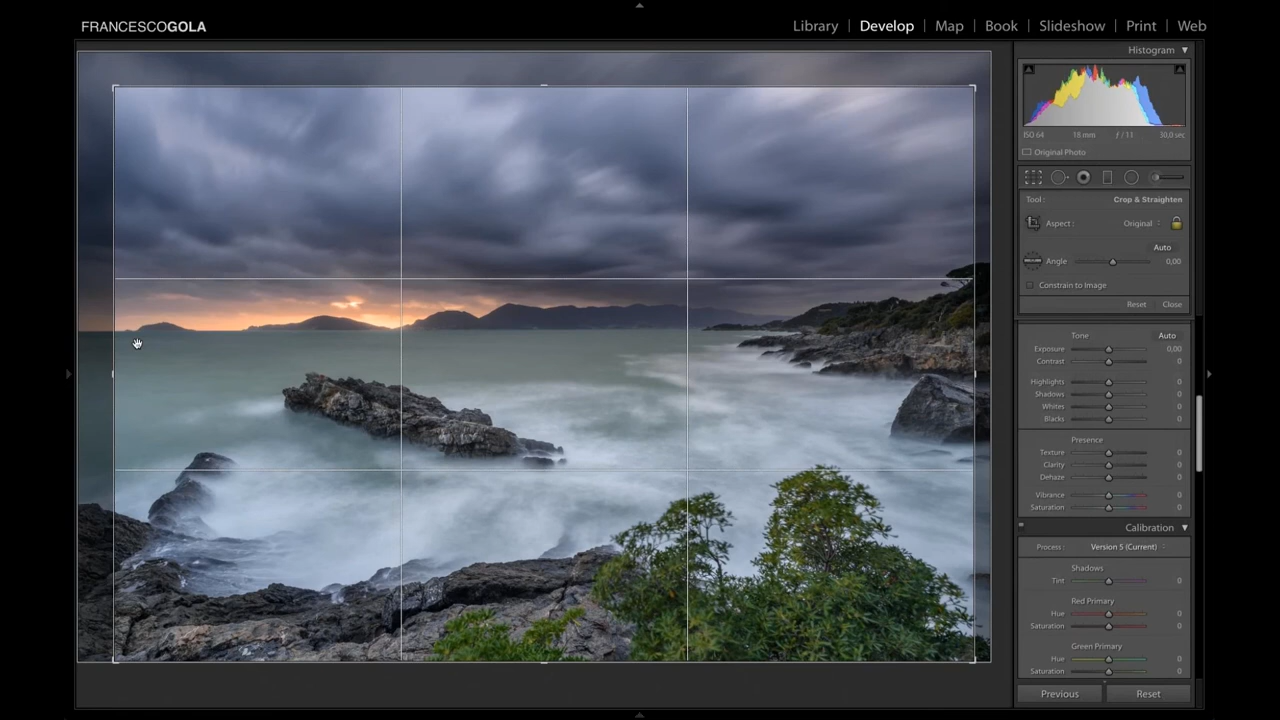 FRANCESCOGOLA
Library | Develop | Map | Book | Slideshow | Print | Web
Histogram
ISO 64 18 mm ƒ / 11 30,0 sec
Original Photo
Tool : Crop & Straighten
Aspect : Original
Auto
Angle 0,00
Constrain to Image
Reset Close
Tone Auto
Exposure 0,00
Contrast 0
Highlights 0
Shadows 0
Whites 0
Blacks 0
Presence
Texture 0
Clarity 0
Dehaze 0
Vibrance 0
Saturation 0
Calibration
Process : Version 5 (Current)
Shadows
Tint 0
Red Primary
Hue 0
Saturation 0
Green Primary
Hue 0
Saturation 0
Previous Reset